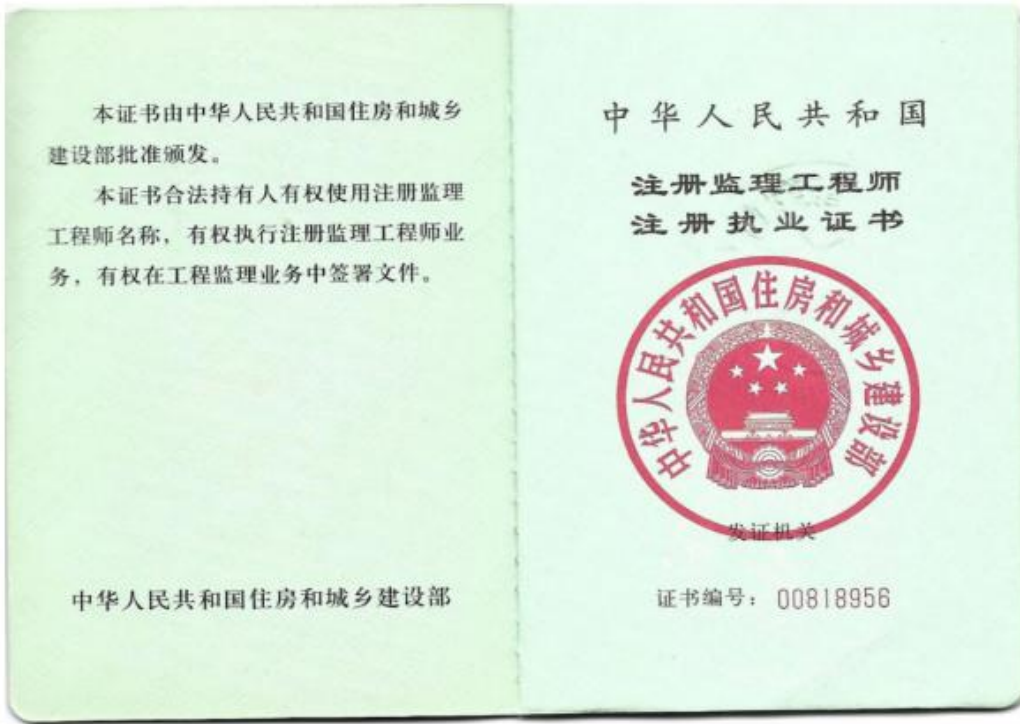 本证书由中华人民共和国住房和城乡
建设部批准颁发。
本证书合法持有人有权使用注册监理
工程师名称，有权执行注册监理工程师业
务，有权在工程监理业务中签署文件。
中华人民共和国住房和城乡建设部
中华人民共和国
注册监理工程师
注册执业证书
中华人民共和国住房和城乡建设部
发证机关
证书编号：00818956